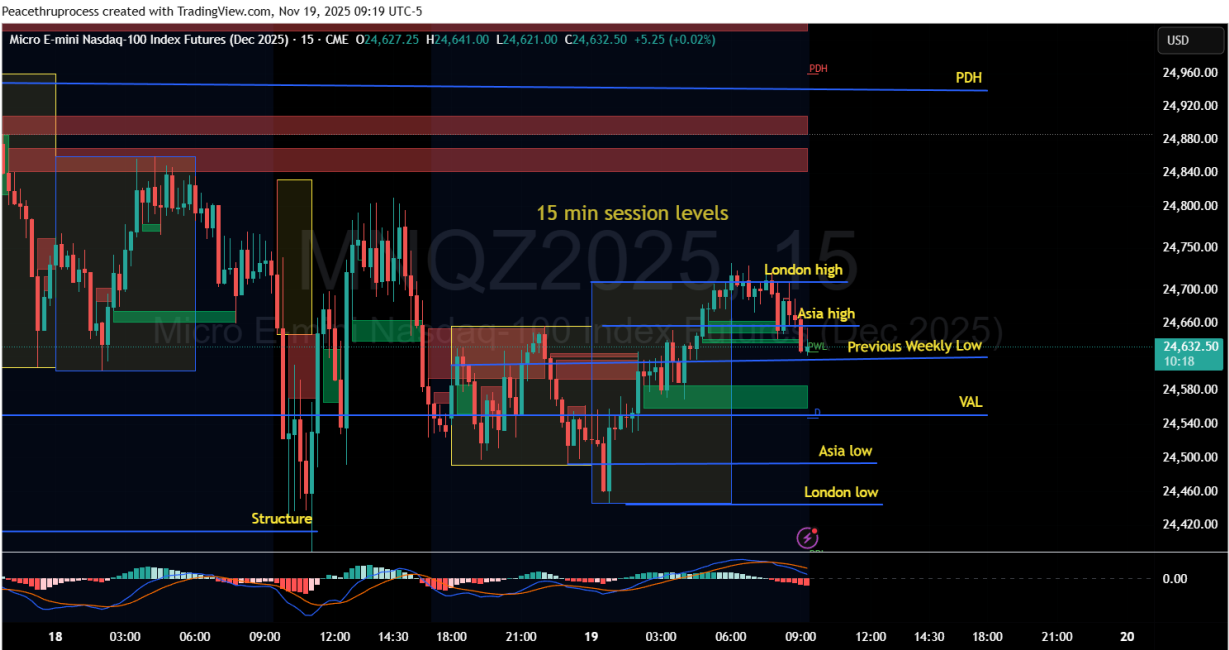 Peacethruprocess created with TradingView.com, Nov 19, 2025 09:19 UTC-5
Micro E-mini Nasdaq-100 Index Futures (Dec 2025) · 15 · CME O24,627.25 H24,641.00 L24,621.00 C24,632.50 +5.25 (+0.02%)
USD
PDH
PDH
24,960.00
24,920.00
24,880.00
24,840.00
24,800.00
15 min session levels
MNQZ2025, 15
24,750.00
London high
24,700.00
Asia high
Micro E-mini Nasdaq-100 Index Futures (Dec 2025)
24,660.00
PWL
Previous Weekly Low
24,632.50
10:18
24,580.00
VAL
D
24,540.00
Asia low
24,500.00
London low
24,460.00
Structure
24,420.00
0.00
18 03:00 06:00 09:00 12:00 14:30 18:00 21:00 19 03:00 06:00 09:00 12:00 14:30 18:00 21:00 20